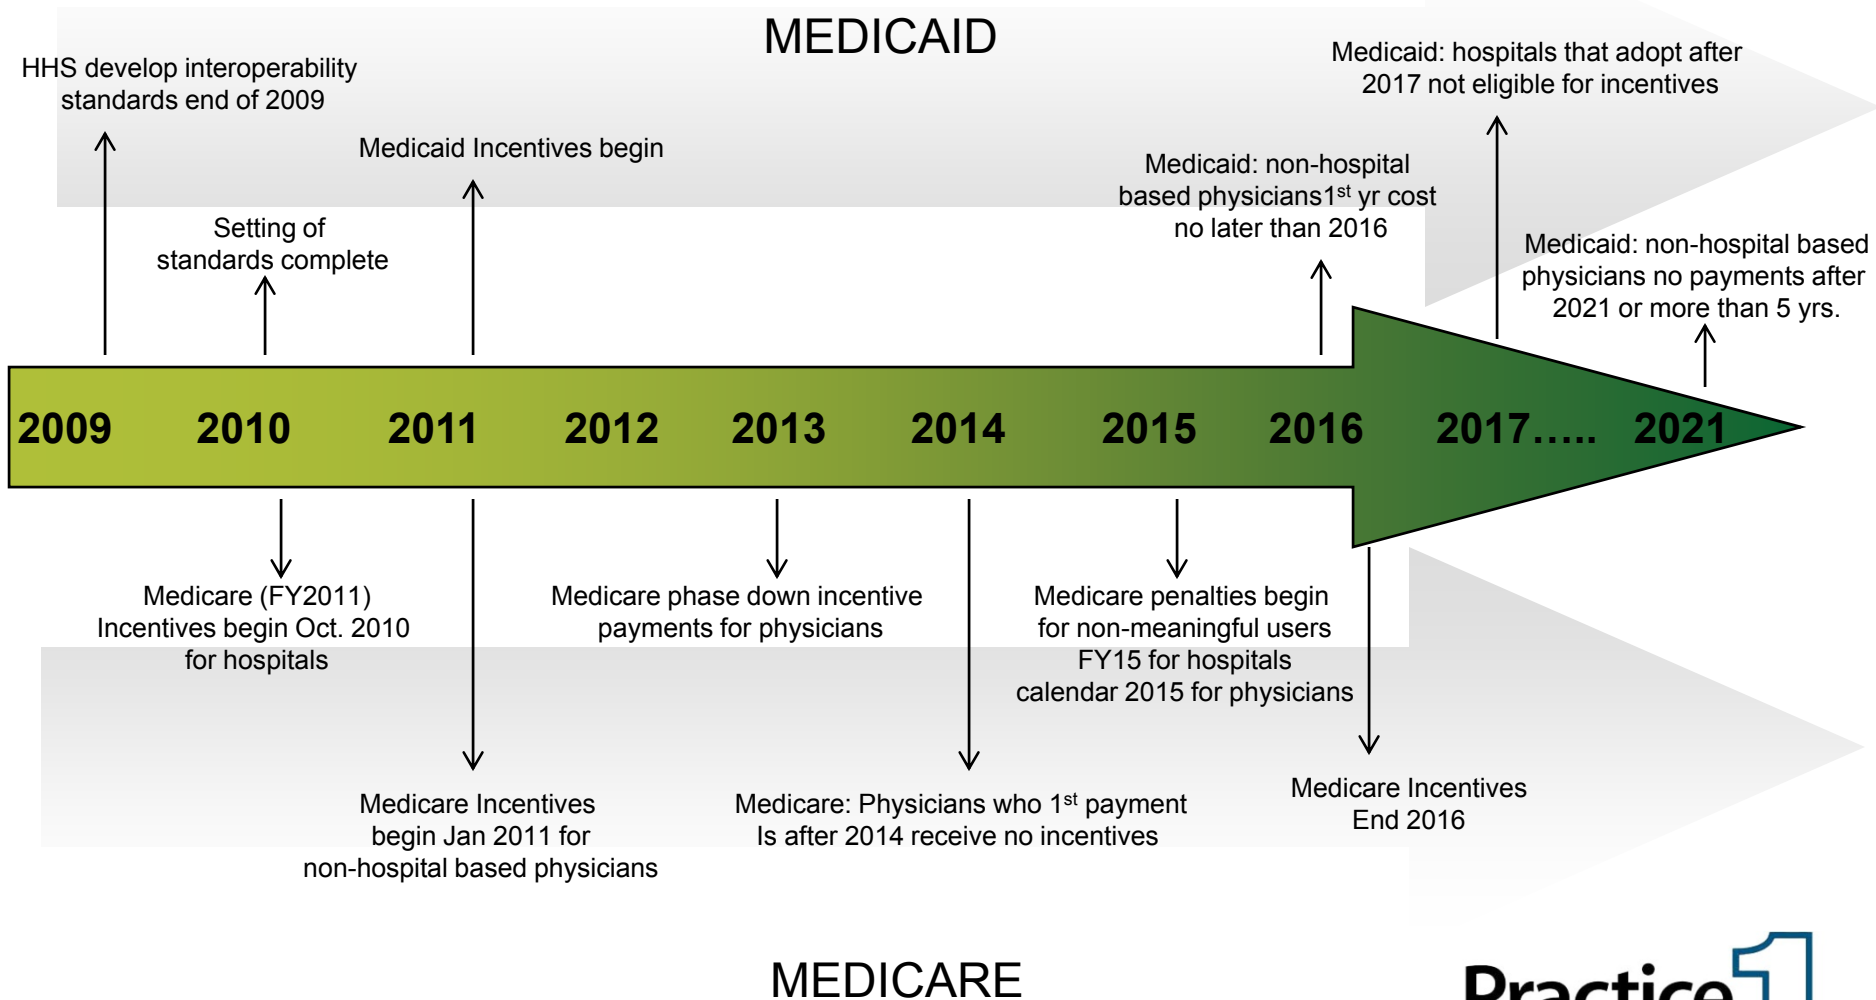 MEDICAID
HHS develop interoperability
standards end of 2009
Medicaid Incentives begin
Setting of
standards complete
Medicaid: non-hospital
based physicians1st yr cost
no later than 2016
Medicaid: hospitals that adopt after
2017 not eligible for incentives
Medicaid: non-hospital based
physicians no payments after
2021 or more than 5 yrs.
2009 2010 2011 2012 2013 2014 2015 2016 2017..... 2021
Medicare (FY2011)
Incentives begin Oct. 2010
for hospitals
Medicare Incentives
begin Jan 2011 for
non-hospital based physicians
Medicare phase down incentive
payments for physicians
Medicare: Physicians who 1st payment
Is after 2014 receive no incentives
Medicare penalties begin
for non-meaningful users
FY15 for hospitals
calendar 2015 for physicians
Medicare Incentives
End 2016
MEDICARE
Practice1